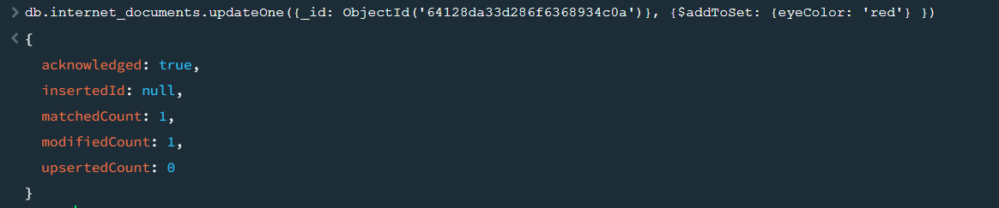 > db.internet_documents.updateOne({_id: ObjectId('64128da33d286f6368934c0a')}, {$addToSet: {eyeColor: 'red'} })
< {
acknowledged: true,
insertedId: null,
matchedCount: 1,
modifiedCount: 1,
upsertedCount: 0
}